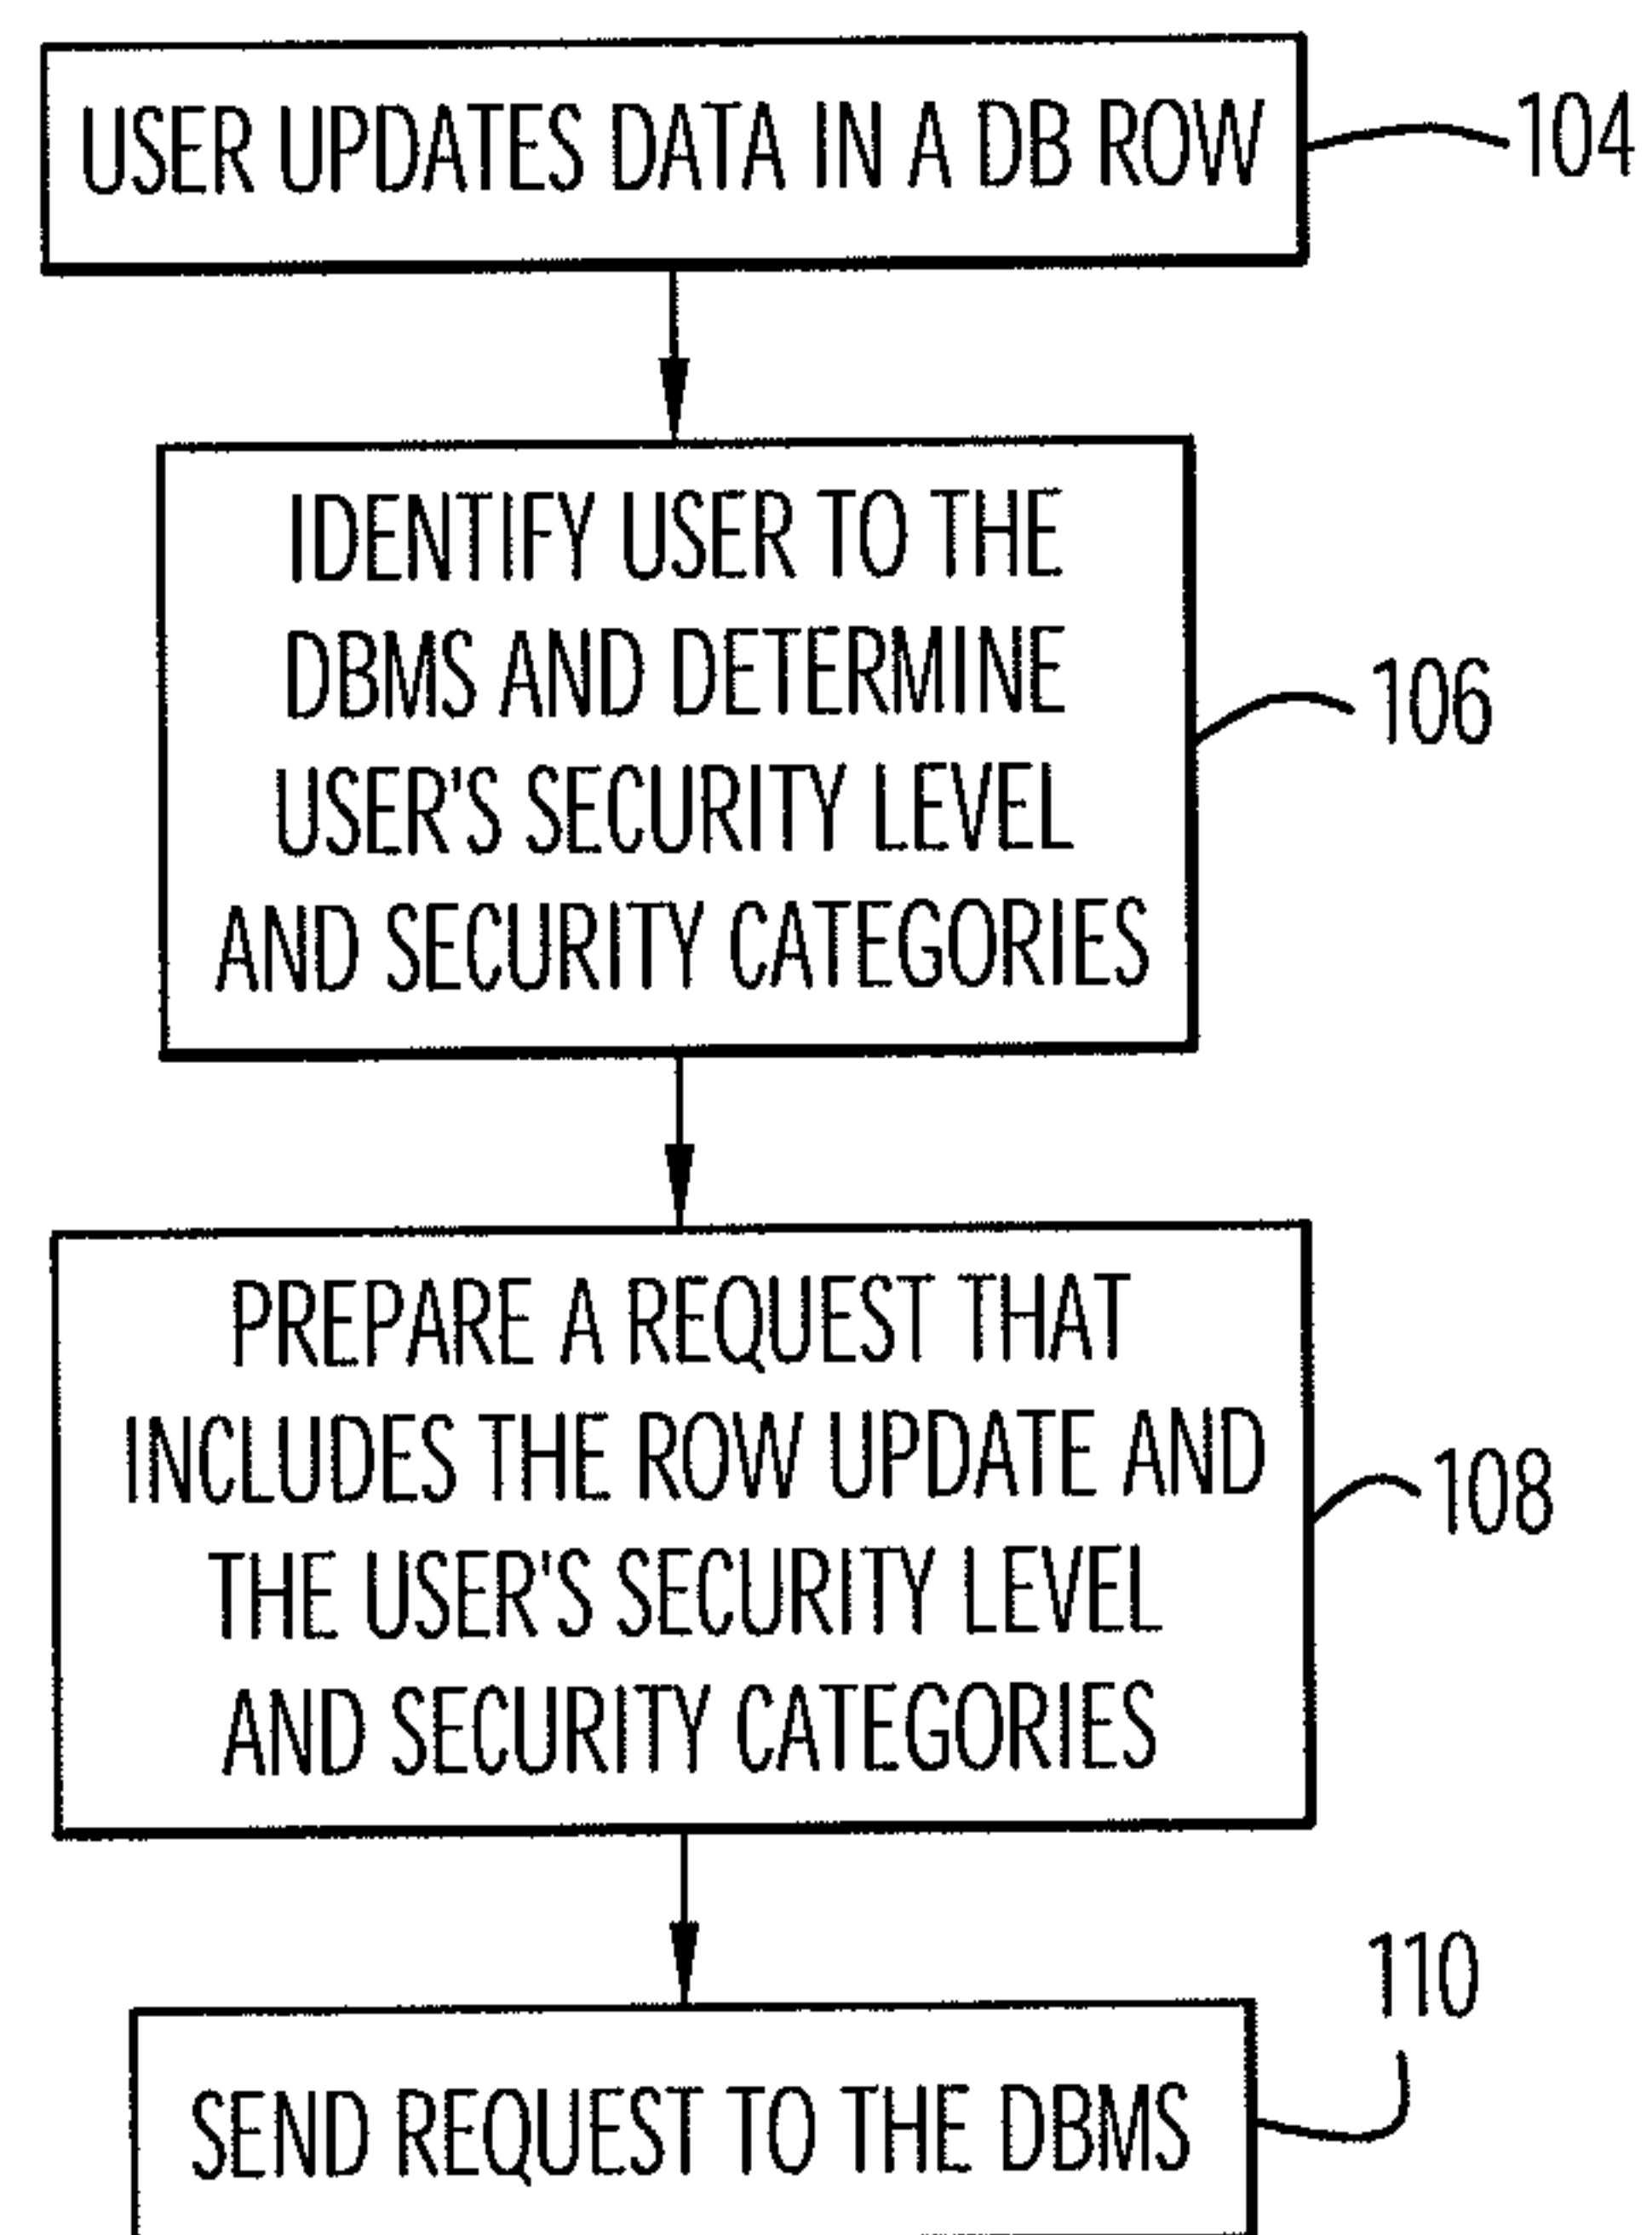 USER UPDATES DATA IN A DB ROW
104
IDENTIFY USER TO THE
DBMS AND DETERMINE
USER'S SECURITY LEVEL
AND SECURITY CATEGORIES
106
PREPARE A REQUEST THAT
INCLUDES THE ROW UPDATE AND
THE USER'S SECURITY LEVEL
AND SECURITY CATEGORIES
108
110
SEND REQUEST TO THE DBMS